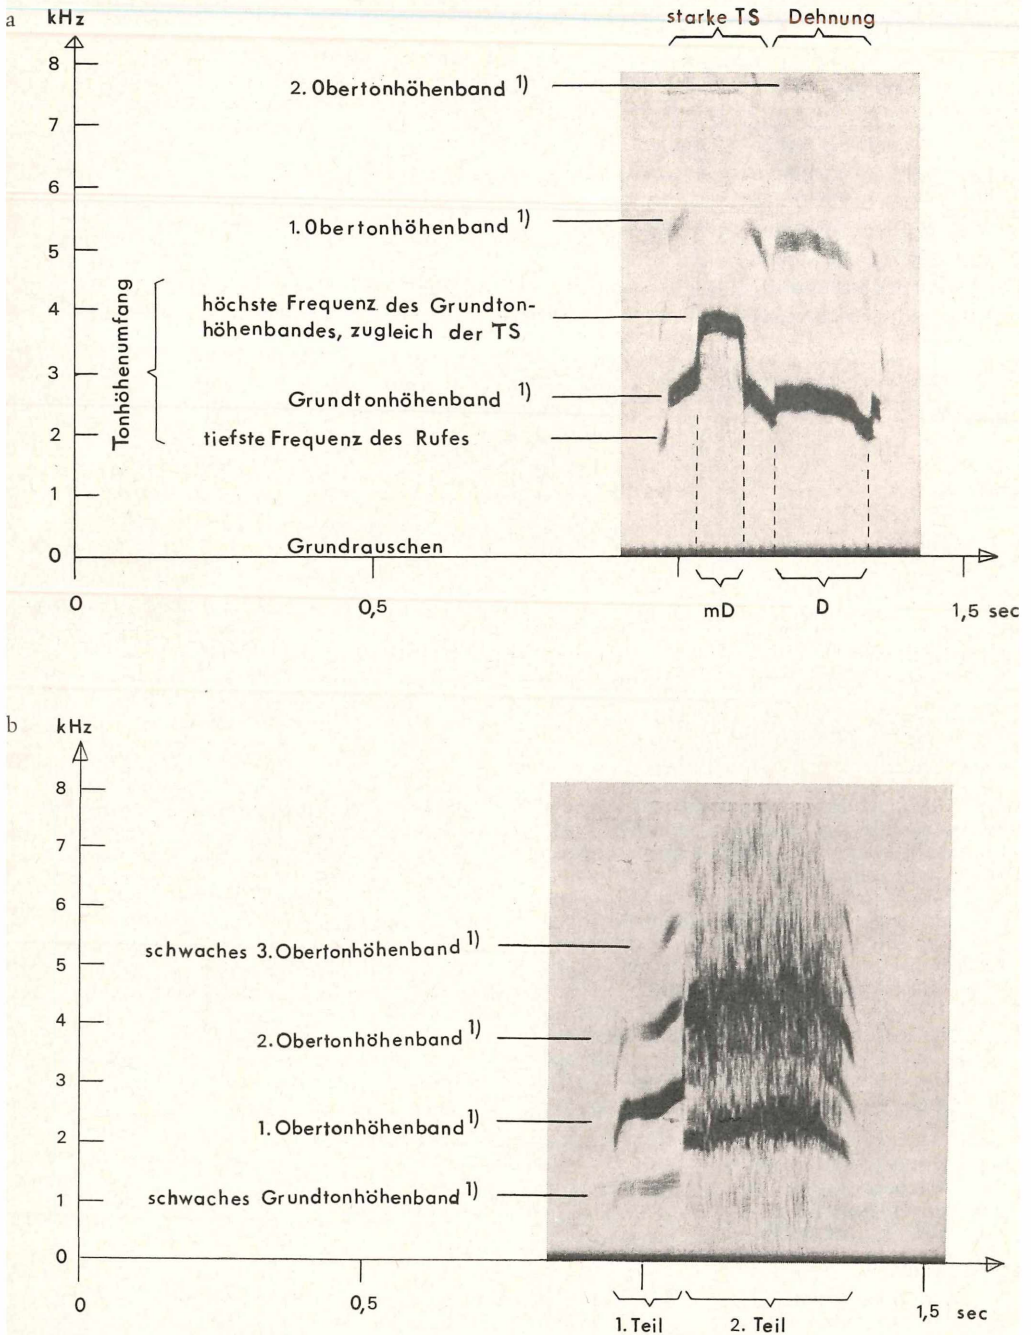 a
kHz
starke TS
Dehnung
8
2. Obertonhöhenband 1)
7
6
1. Obertonhöhenband 1)
5
Tonhöhenumfang
höchste Frequenz des Grundton-
höhenbandes, zugleich der TS
4
3
Grundtonhöhenband 1)
tiefste Frequenz des Rufes
2
1
Grundrauschen
0
0
0,5
mD
D
1,5 sec
b
kHz
8
7
6
schwaches 3. Obertonhöhenband 1)
5
4
2. Obertonhöhenband 1)
3
1. Obertonhöhenband 1)
2
schwaches Grundtonhöhenband 1)
1
0
0
0,5
1. Teil
2. Teil
1,5 sec